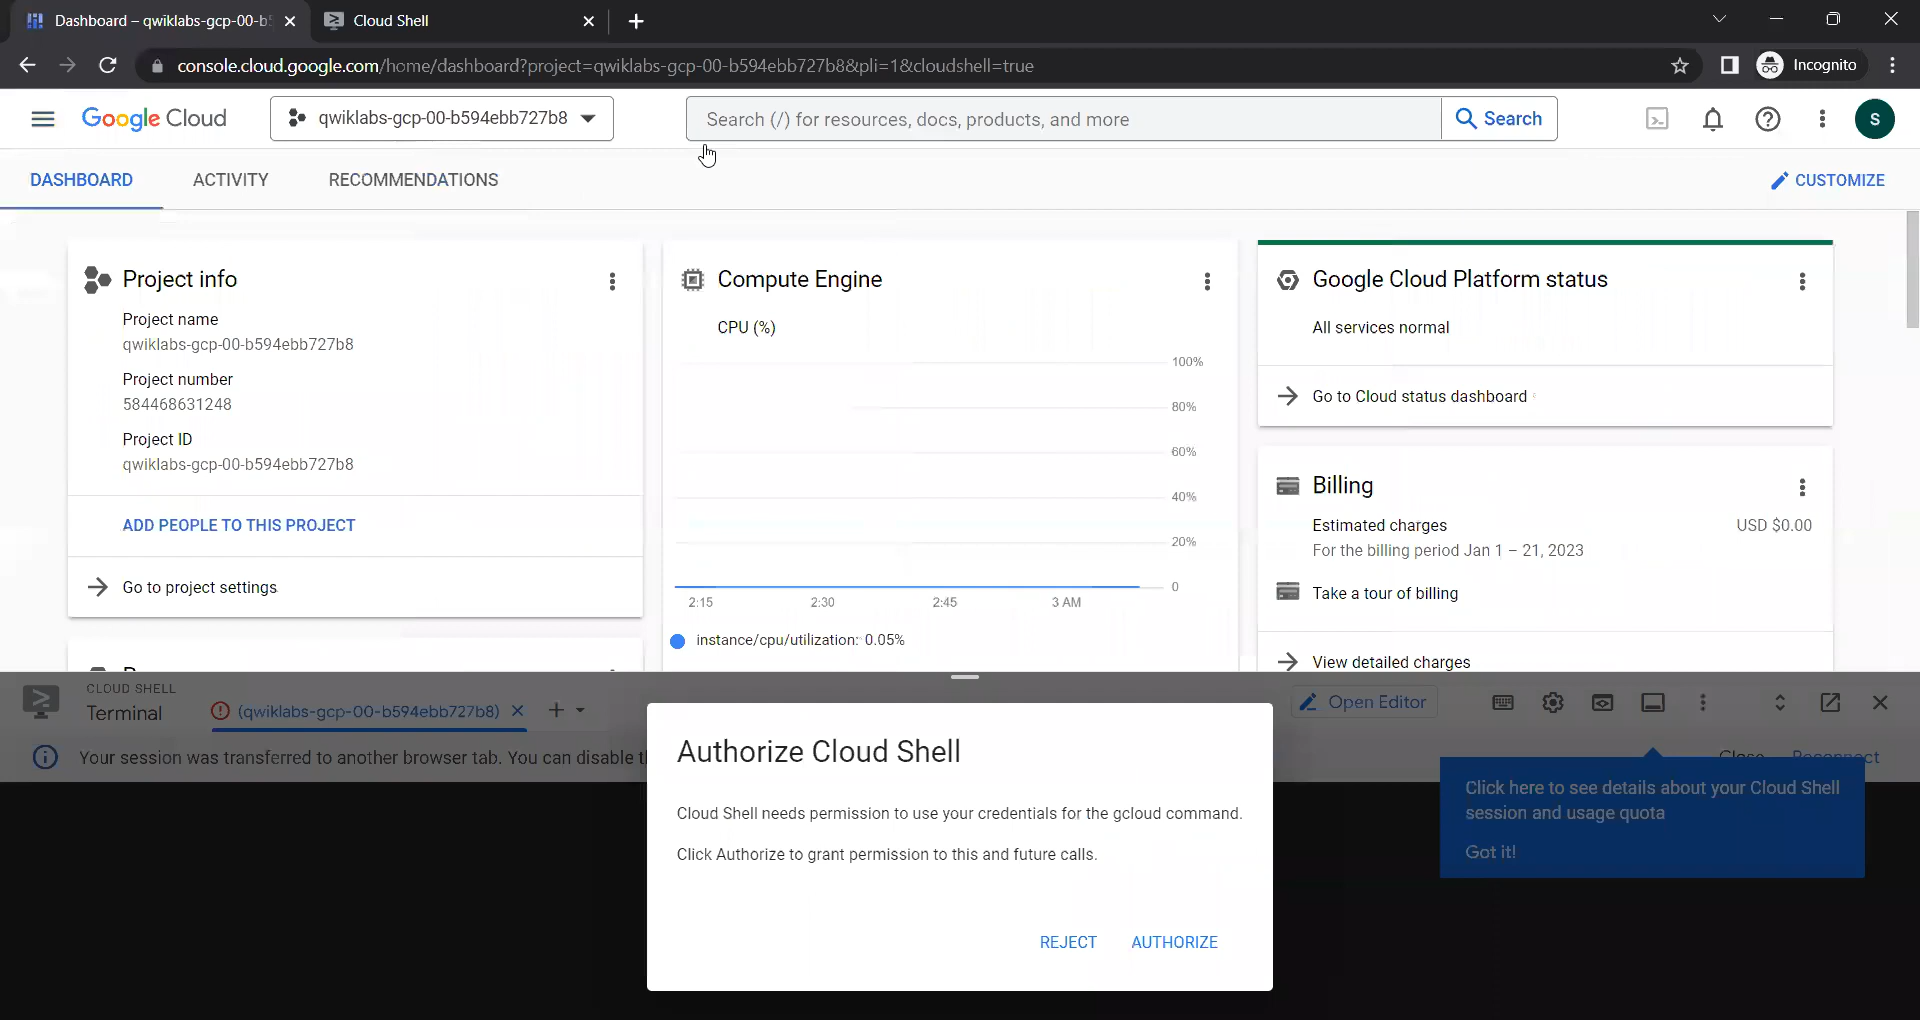 Dashboard – qwiklabs-gcp-00-b5
Cloud Shell
console.cloud.google.com/home/dashboard?project=qwiklabs-gcp-00-b594ebb727b8&pli=1&cloudshell=true
Incognito
Google Cloud
qwiklabs-gcp-00-b594ebb727b8
Search (/) for resources, docs, products, and more
Search
S
DASHBOARD
ACTIVITY
RECOMMENDATIONS
CUSTOMIZE
Project info
Project name
qwiklabs-gcp-00-b594ebb727b8
Project number
584468631248
Project ID
qwiklabs-gcp-00-b594ebb727b8
ADD PEOPLE TO THIS PROJECT
Go to project settings
Compute Engine
CPU (%)
100%
80%
60%
40%
20%
0
2:15
2:30
2:45
3 AM
instance/cpu/utilization: 0.05%
Google Cloud Platform status
All services normal
Go to Cloud status dashboard
Billing
Estimated charges
USD $0.00
For the billing period Jan 1 – 21, 2023
Take a tour of billing
View detailed charges
CLOUD SHELL
Terminal
(qwiklabs-gcp-00-b594ebb727b8)
Open Editor
Your session was transferred to another browser tab. You can disable
Close
Reconnect
Authorize Cloud Shell
Cloud Shell needs permission to use your credentials for the gcloud command.
Click Authorize to grant permission to this and future calls.
REJECT
AUTHORIZE
Click here to see details about your Cloud Shell
session and usage quota
Got it!